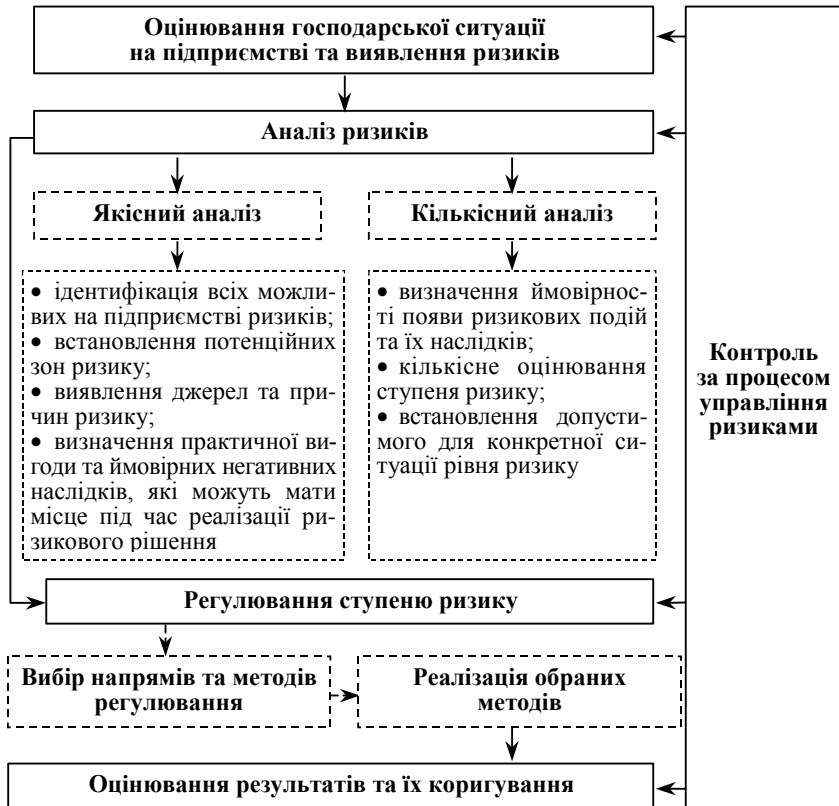 Оцінювання господарської ситуації
на підприємстві та виявлення ризиків
Аналіз ризиків
Якісний аналіз
Кількісний аналіз
• ідентифікація всіх можли-
вих на підприємстві ризиків;
• встановлення потенційних
зон ризику;
• виявлення джерел та при-
чин ризику;
• визначення практичної ви-
годи та ймовірних негативних
наслідків, які можуть мати
місце під час реалізації ри-
зикового рішення
• визначення ймовірнос-
ті появи ризикових подій
та їх наслідків;
• кількісне оцінювання
ступеня ризику;
• встановлення допусти-
мого для конкретної си-
туації рівня ризику
Контроль
за процесом
управління
ризиками
Регулювання ступеню ризику
Вибір напрямів та методів
регулювання
Реалізація обраних
методів
Оцінювання результатів та їх коригування